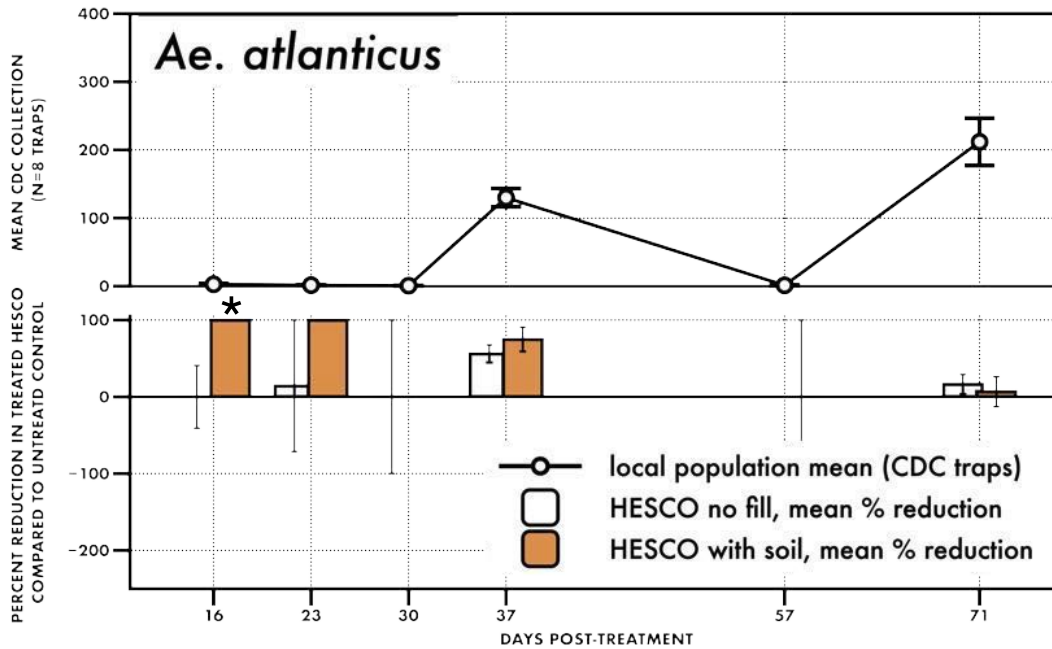 Ae. atlanticus
MEAN CDC COLLECTION
(N=8 TRAPS)
400
300
200
100
0
*
PERCENT REDUCTION IN TREATED HESCO
COMPARED TO UNTREATD CONTROL
100
0
-100
-200
local population mean (CDC traps)
HESCO no fill, mean % reduction
HESCO with soil, mean % reduction
16 23 30 37 57 71
DAYS POST-TREATMENT